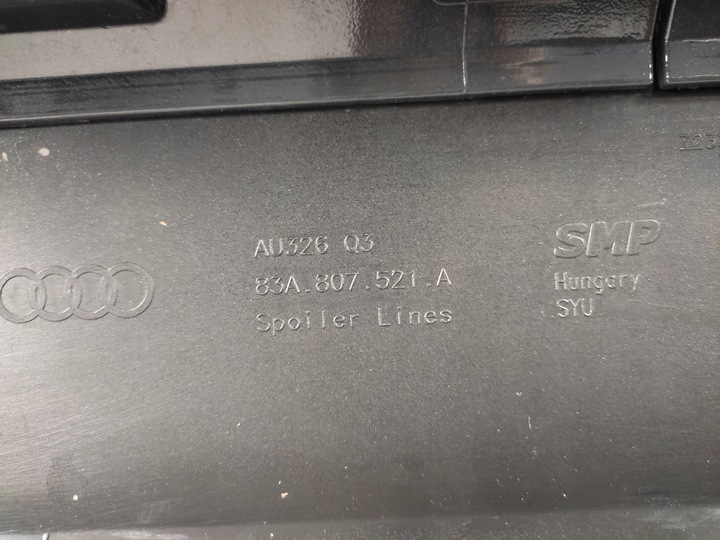 AU326 Q3
83A.807.521.A
Spoiler Lines
SMP
Hungary
SYU